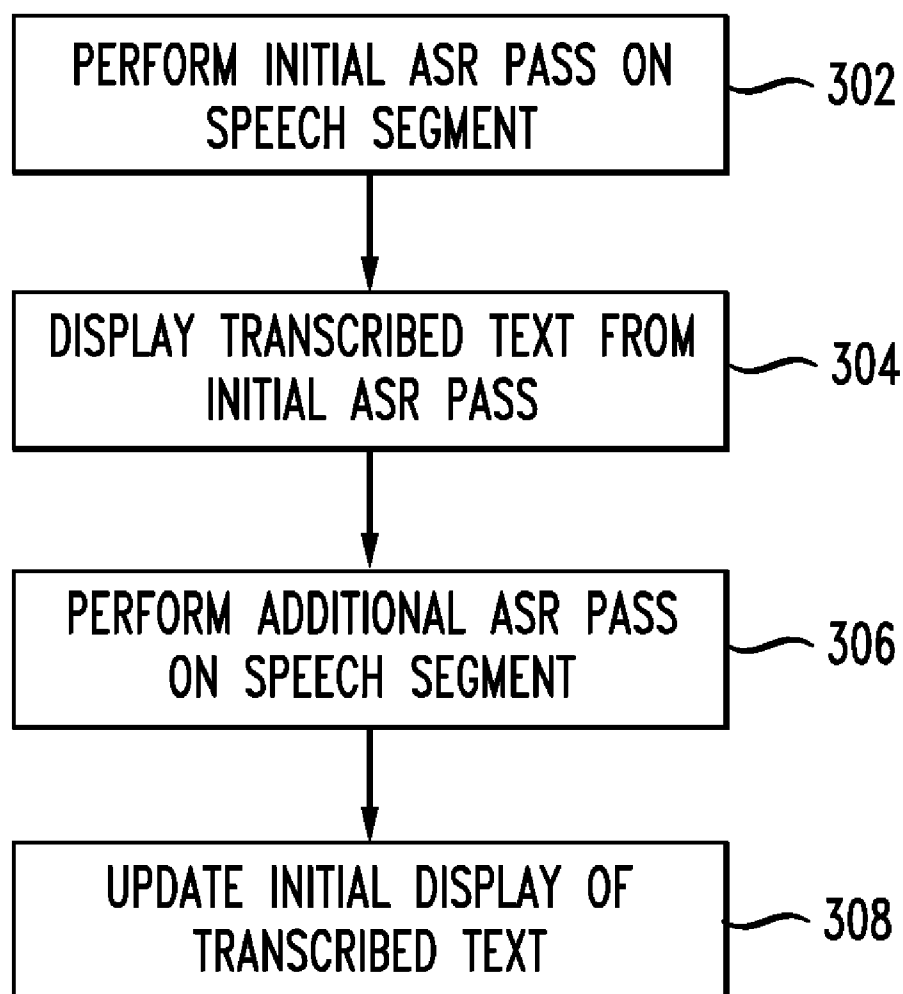 PERFORM INITIAL ASR PASS ON
SPEECH SEGMENT
302
DISPLAY TRANSCRIBED TEXT FROM
INITIAL ASR PASS
304
PERFORM ADDITIONAL ASR PASS
ON SPEECH SEGMENT
306
UPDATE INITIAL DISPLAY OF
TRANSCRIBED TEXT
308